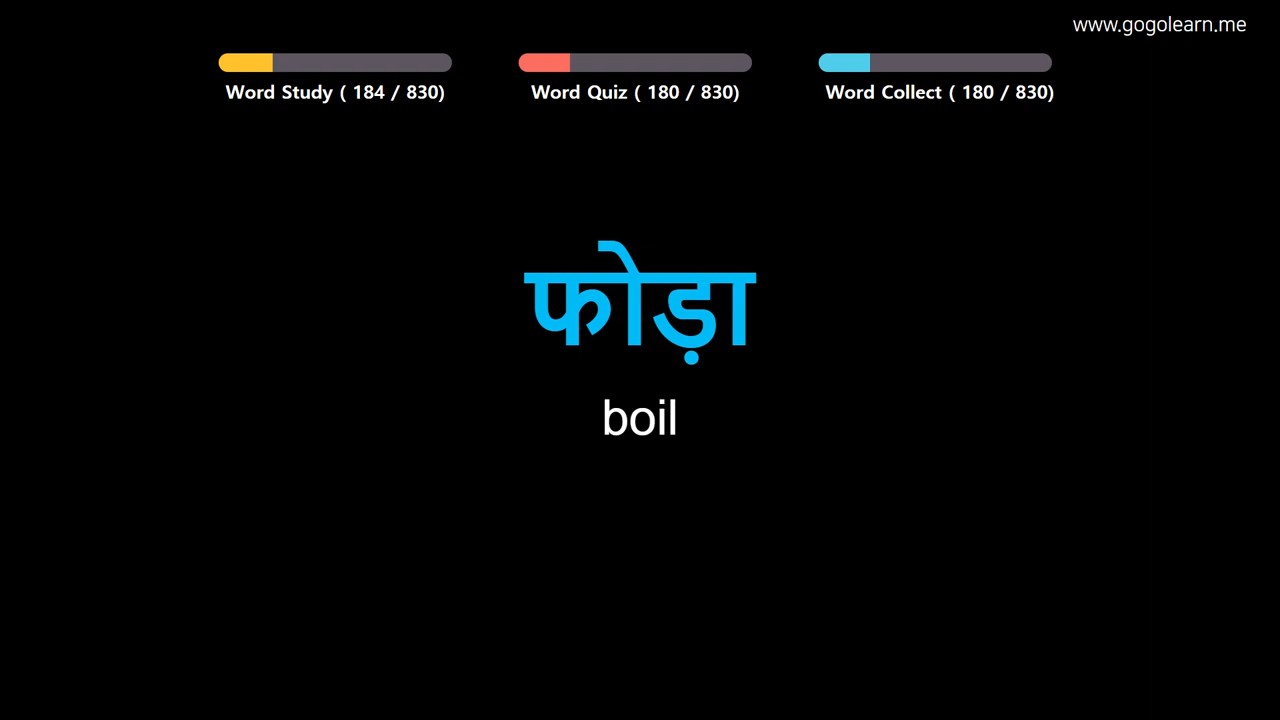 www.gogolearn.me
Word Study ( 184 / 830)
Word Quiz ( 180 / 830)
Word Collect ( 180 / 830)
फोड़ा
boil